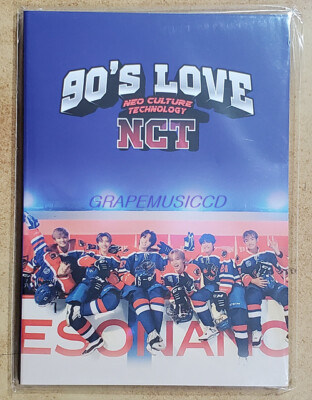 90'S LOVE
NEO CULTURE
TECHNOLOGY
NCT
GRAPEMUSICCD
ESONANC